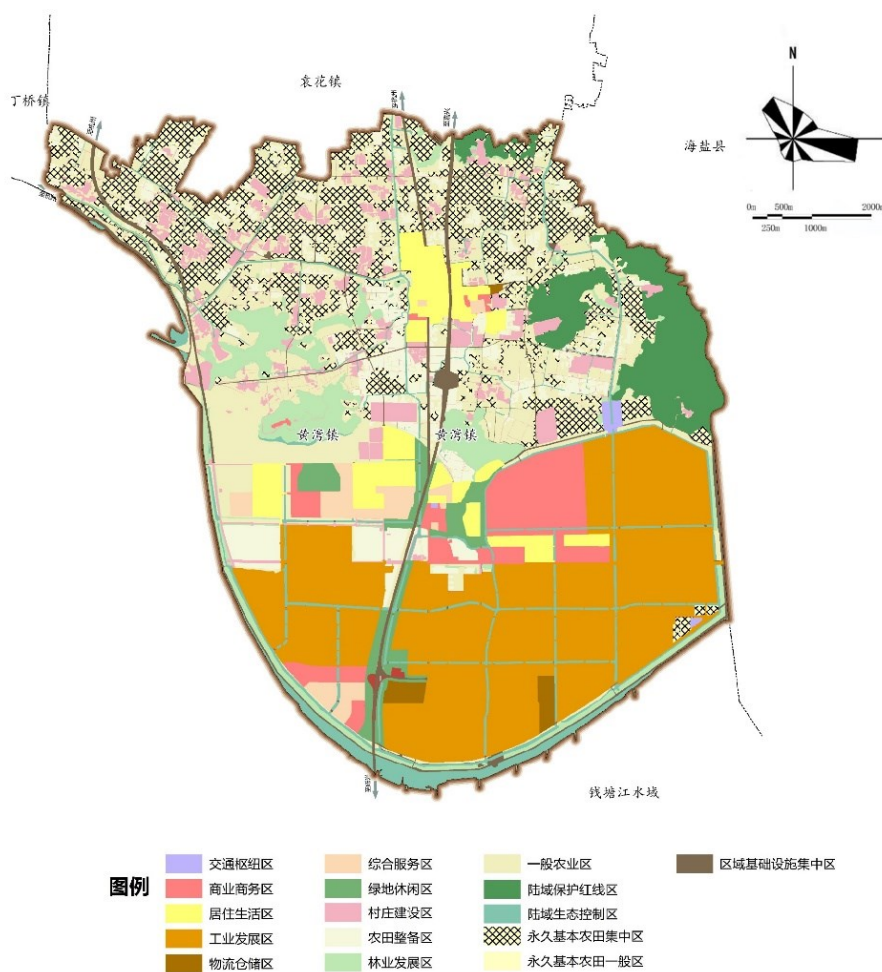 N
袁花镇
丁桥镇
海盐县
0m 500m 2000m
250m 1000m
黄湾镇 黄湾镇
钱塘江水域
图例
交通枢纽区
商业商务区
居住生活区
工业发展区
物流仓储区
综合服务区
绿地休闲区
村庄建设区
农田整备区
林业发展区
一般农业区
陆域保护红线区
陆域生态控制区
永久基本农田集中区
永久基本农田一般区
区域基础设施集中区